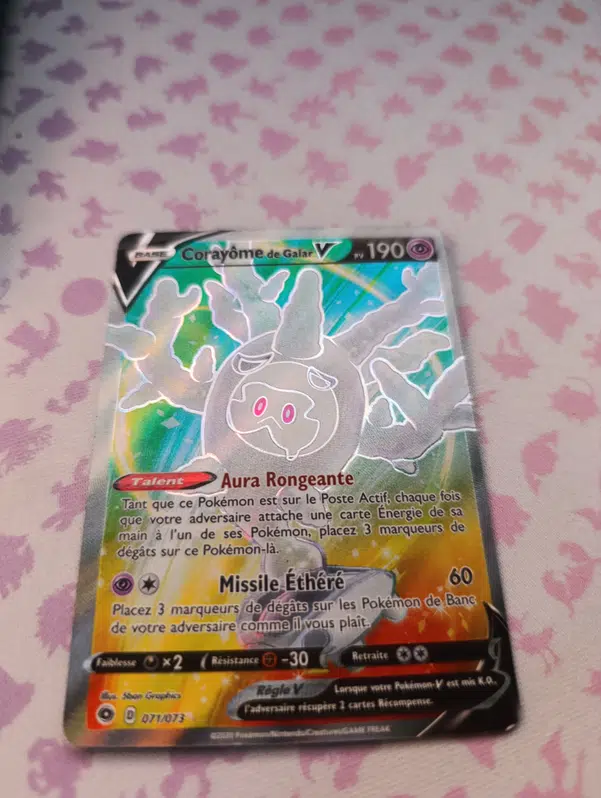 BASE Corayôme de Galar V PV 190
Talent Aura Rongeante
Tant que ce Pokémon est sur le Poste Actif, chaque fois
que votre adversaire attache une carte Énergie de sa
main à l'un de ses Pokémon, placez 3 marqueurs de
dégâts sur ce Pokémon-là.
Missile Éthéré 60
Placez 3 marqueurs de dégâts sur les Pokémon de Banc
de votre adversaire comme il vous plaît.
Faiblesse ×2 Résistance -30 Retraite
Règle V Lorsque votre Pokémon-V est mis K.O.,
l'adversaire récupère 2 cartes Récompense.
Illus. 5ban Graphics
D 071/073
©2020 Pokémon/Nintendo/Creatures/GAME FREAK